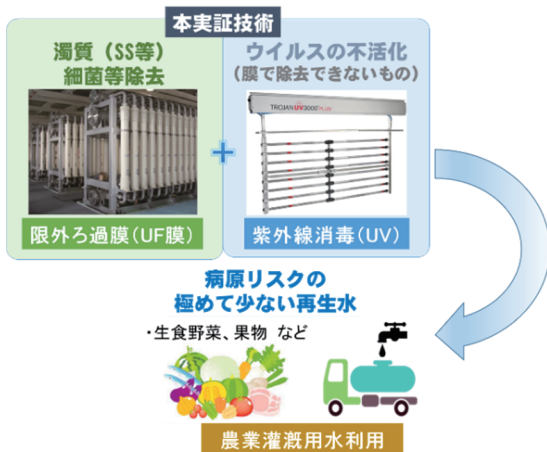 本実証技術
濁質（SS等）
細菌等除去
限外ろ過膜（UF膜）
+
ウイルスの不活化
（膜で除去できないもの）
TROJANUV3000PLUS
紫外線消毒（UV）
病原リスクの
極めて少ない再生水
・生食野菜、果物 など
農業灌漑用水利用